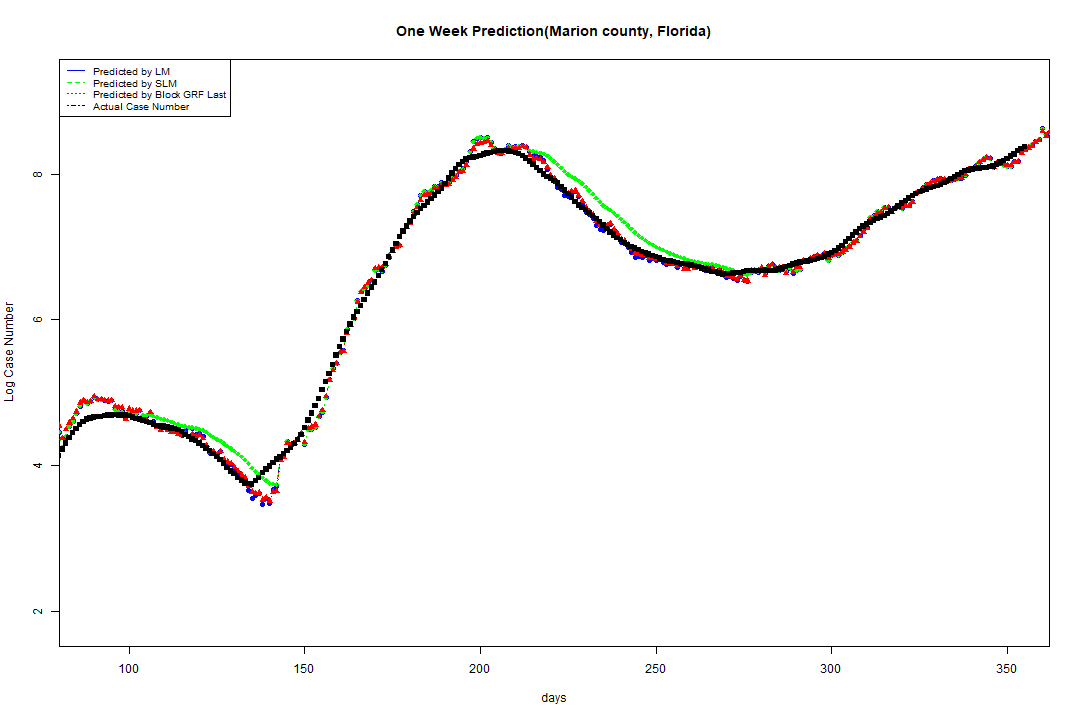 One Week Prediction(Marion county, Florida)
Predicted by LM
Predicted by SLM
Predicted by Block GRF Last
Actual Case Number
8
6
4
2
Log Case Number
100 150 200 250 300 350
days